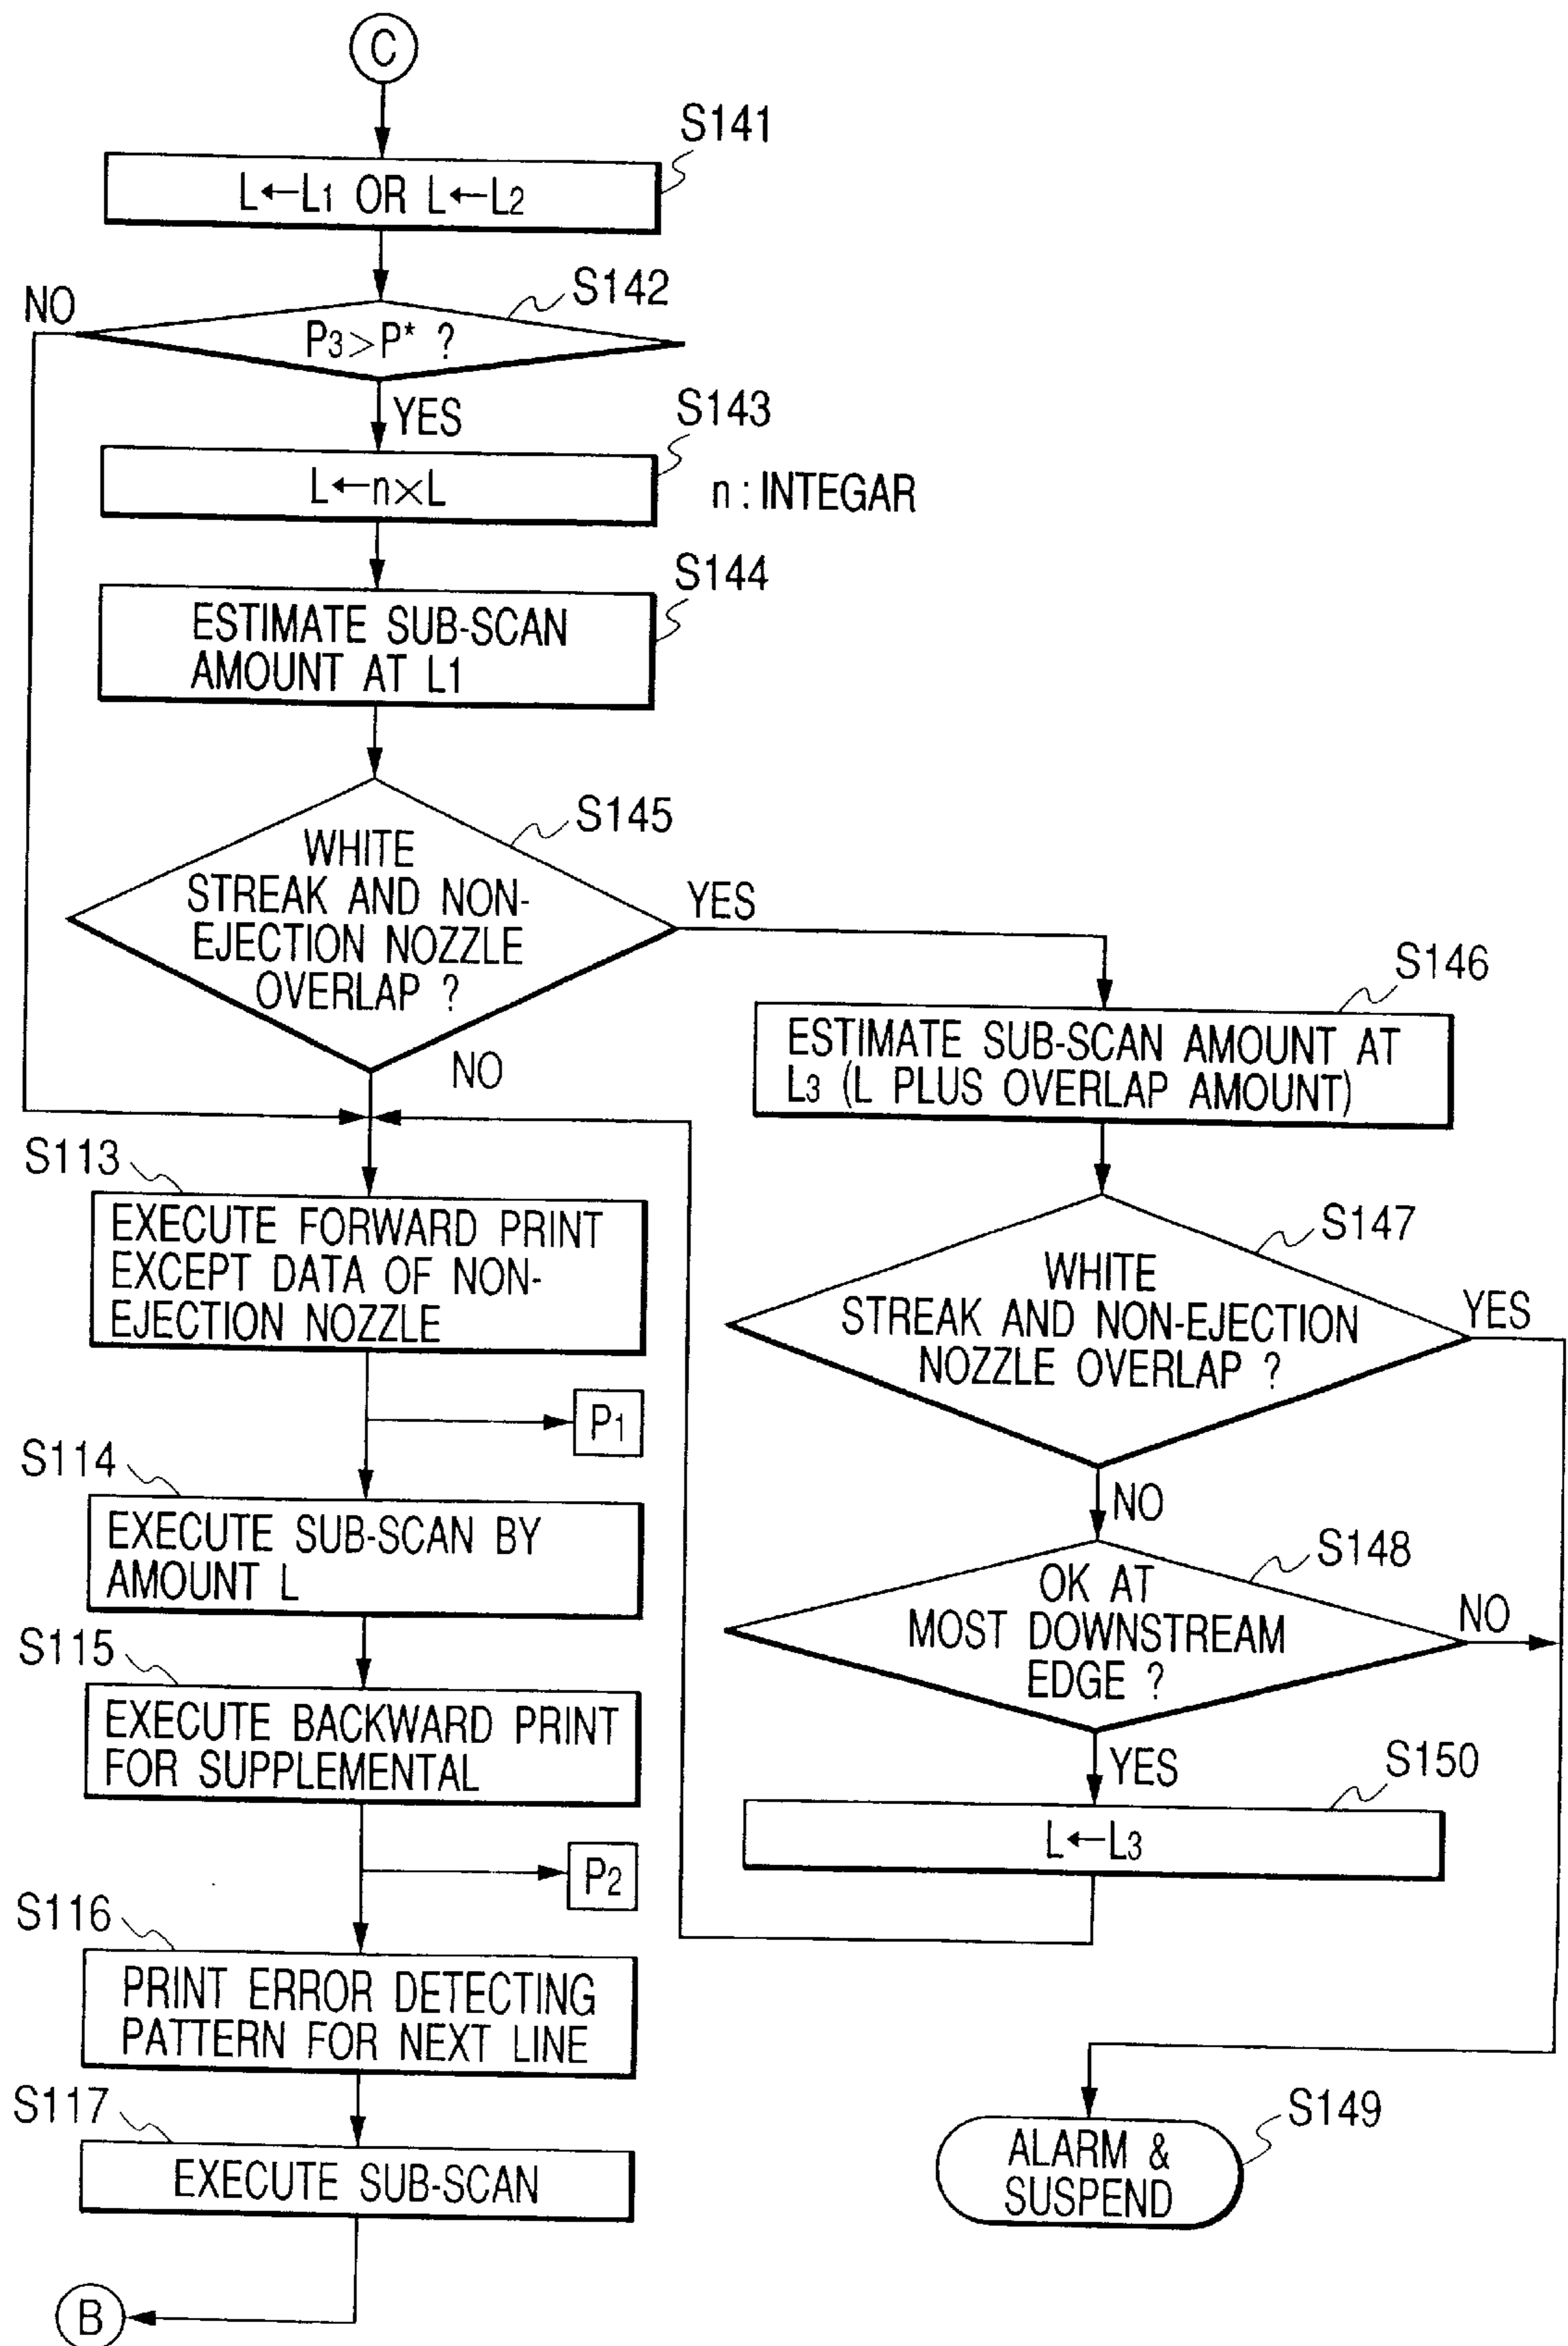 C
S141
L←L1 OR L←L2
S142
NO
P3>P* ?
YES
S143
L←n×L
n : INTEGAR
S144
ESTIMATE SUB-SCAN
AMOUNT AT L1
S145
WHITE
STREAK AND NON-
EJECTION NOZZLE
OVERLAP ?
YES
NO
S146
ESTIMATE SUB-SCAN AMOUNT AT
L3 (L PLUS OVERLAP AMOUNT)
S113
EXECUTE FORWARD PRINT
EXCEPT DATA OF NON-
EJECTION NOZZLE
P1
S147
WHITE
STREAK AND NON-EJECTION
NOZZLE OVERLAP ?
YES
NO
S114
EXECUTE SUB-SCAN BY
AMOUNT L
S148
OK AT
MOST DOWNSTREAM
EDGE ?
NO
YES
S115
EXECUTE BACKWARD PRINT
FOR SUPPLEMENTAL
P2
S150
L←L3
S116
PRINT ERROR DETECTING
PATTERN FOR NEXT LINE
S117
EXECUTE SUB-SCAN
S149
ALARM &
SUSPEND
B